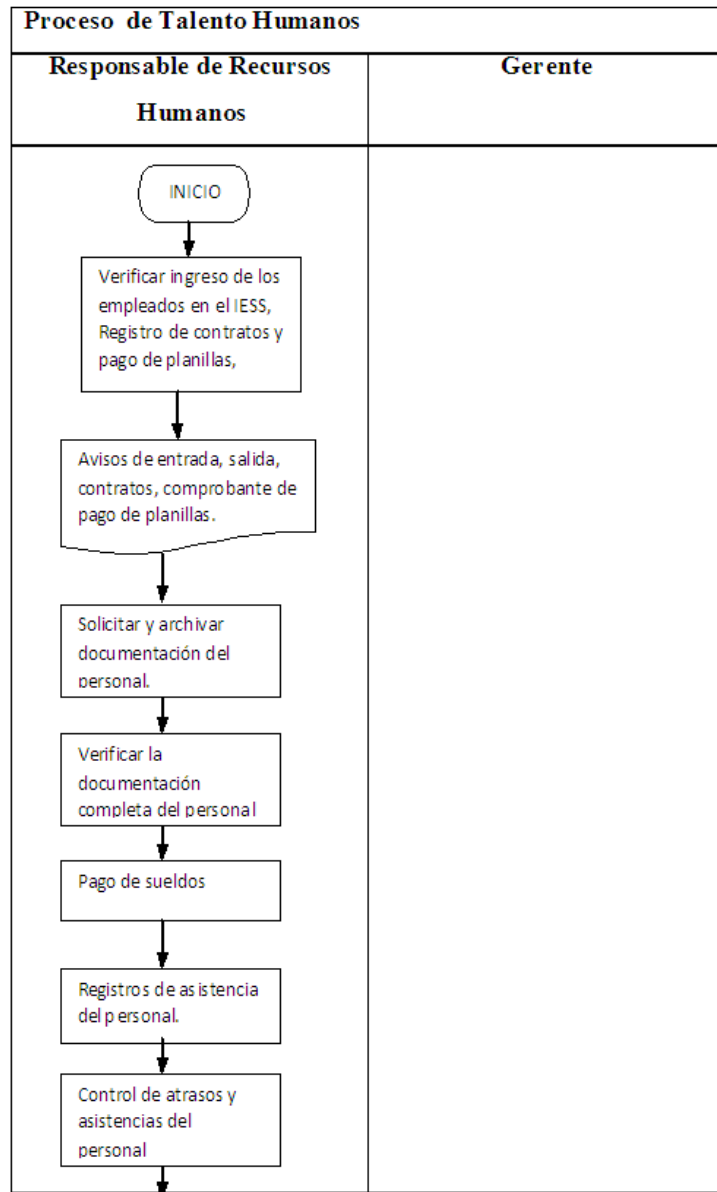 Proceso de Talento Humanos
Responsable de Recursos
Humanos
Gerente
INICIO
Verificar ingreso de los
empleados en el IESS,
Registro de contratos y
pago de planillas,
Avisos de entrada, salida,
contratos, comprobante de
pago de planillas.
Solicitar y archivar
documentación del
personal.
Verificar la
documentación
completa del personal
Pago de sueldos
Registros de asistencia
del personal.
Control de atrasos y
asistencias del
personal